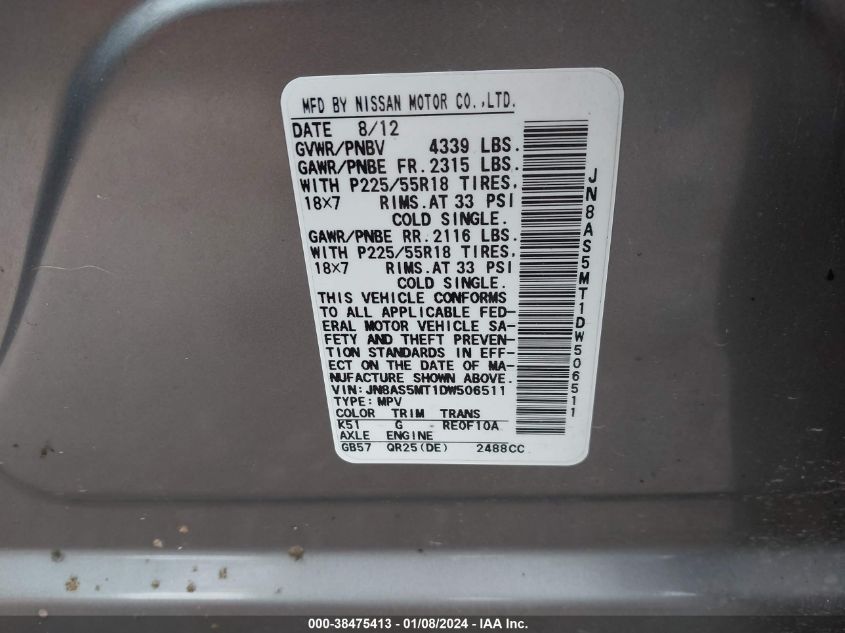 MFD BY NISSAN MOTOR CO.,LTD.
DATE 8/12
GVWR/PNBV 4339 LBS.
GAWR/PNBE FR. 2315 LBS.
WITH P225/55R18 TIRES,
18x7 RIMS.AT 33 PSI
COLD SINGLE.
GAWR/PNBE RR. 2116 LBS.
WITH P225/55R18 TIRES,
18x7 RIMS.AT 33 PSI
COLD SINGLE.
THIS VEHICLE CONFORMS
TO ALL APPLICABLE FED-
ERAL MOTOR VEHICLE SA-
FETY AND THEFT PREVEN-
TION STANDARDS IN EFF-
ECT ON THE DATE OF MA-
NUFACTURE SHOWN ABOVE.
VIN:JN8AS5MT1DW506511
TYPE:MPV
COLOR TRIM TRANS
K51 G RE0F10A
AXLE ENGINE
GB57 QR25(DE) 2488CC
JN8AS5MT1DW506511
000-38475413 - 01/08/2024 - IAA Inc.